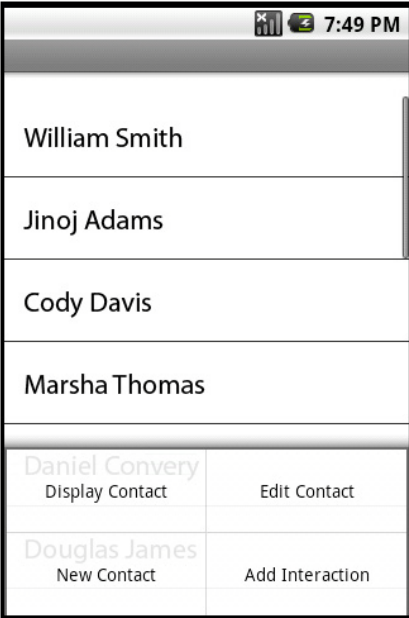 7:49 PM
William Smith
Jinoj Adams
Cody Davis
Marsha Thomas
Daniel Convery
Display Contact Edit Contact
Douglas James
New Contact Add Interaction